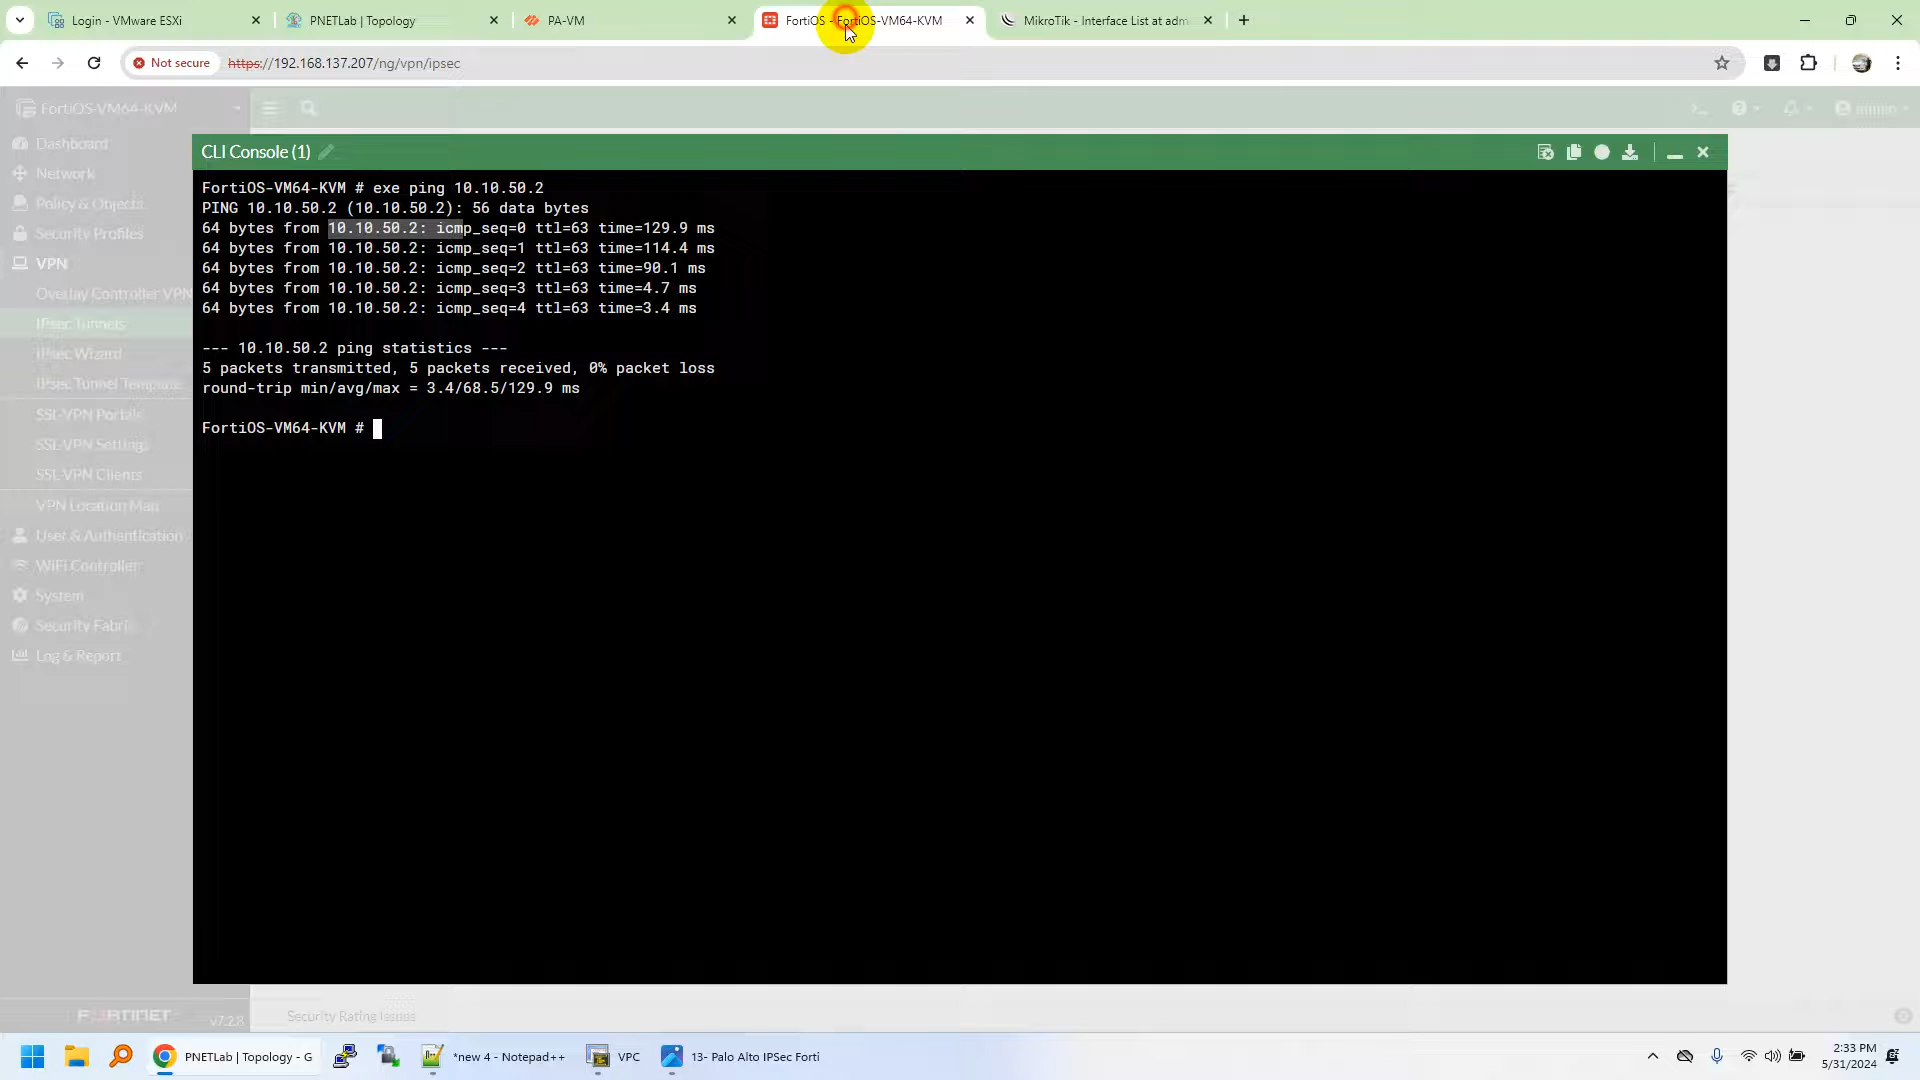 Login - VMware ESXi
PNETLab | Topology
PA-VM
FortiOS - FortiOS-VM64-KVM
MikroTik - Interface List at adm
Not secure
https://192.168.137.207/ng/vpn/ipsec
FortiOS-VM64-KVM
admin
CLI Console (1)
Dashboard
Network
Policy & Objects
Security Profiles
VPN
Overlay Controller VPN
IPsec Tunnels
IPsec Wizard
IPsec Tunnel Template
SSL-VPN Portals
SSL-VPN Settings
SSL-VPN Clients
VPN Location Map
User & Authentication
WiFi Controller
System
Security Fabric
Log & Report
FortiOS-VM64-KVM # exe ping 10.10.50.2
PING 10.10.50.2 (10.10.50.2): 56 data bytes
64 bytes from 10.10.50.2: icmp_seq=0 ttl=63 time=129.9 ms
64 bytes from 10.10.50.2: icmp_seq=1 ttl=63 time=114.4 ms
64 bytes from 10.10.50.2: icmp_seq=2 ttl=63 time=90.1 ms
64 bytes from 10.10.50.2: icmp_seq=3 ttl=63 time=4.7 ms
64 bytes from 10.10.50.2: icmp_seq=4 ttl=63 time=3.4 ms
--- 10.10.50.2 ping statistics ---
5 packets transmitted, 5 packets received, 0% packet loss
round-trip min/avg/max = 3.4/68.5/129.9 ms
FortiOS-VM64-KVM #
FORTINET
v7.2.8
Security Rating Issues
PNETLab | Topology - G
*new 4 - Notepad++
VPC
13- Palo Alto IPSec Forti
2:33 PM
5/31/2024